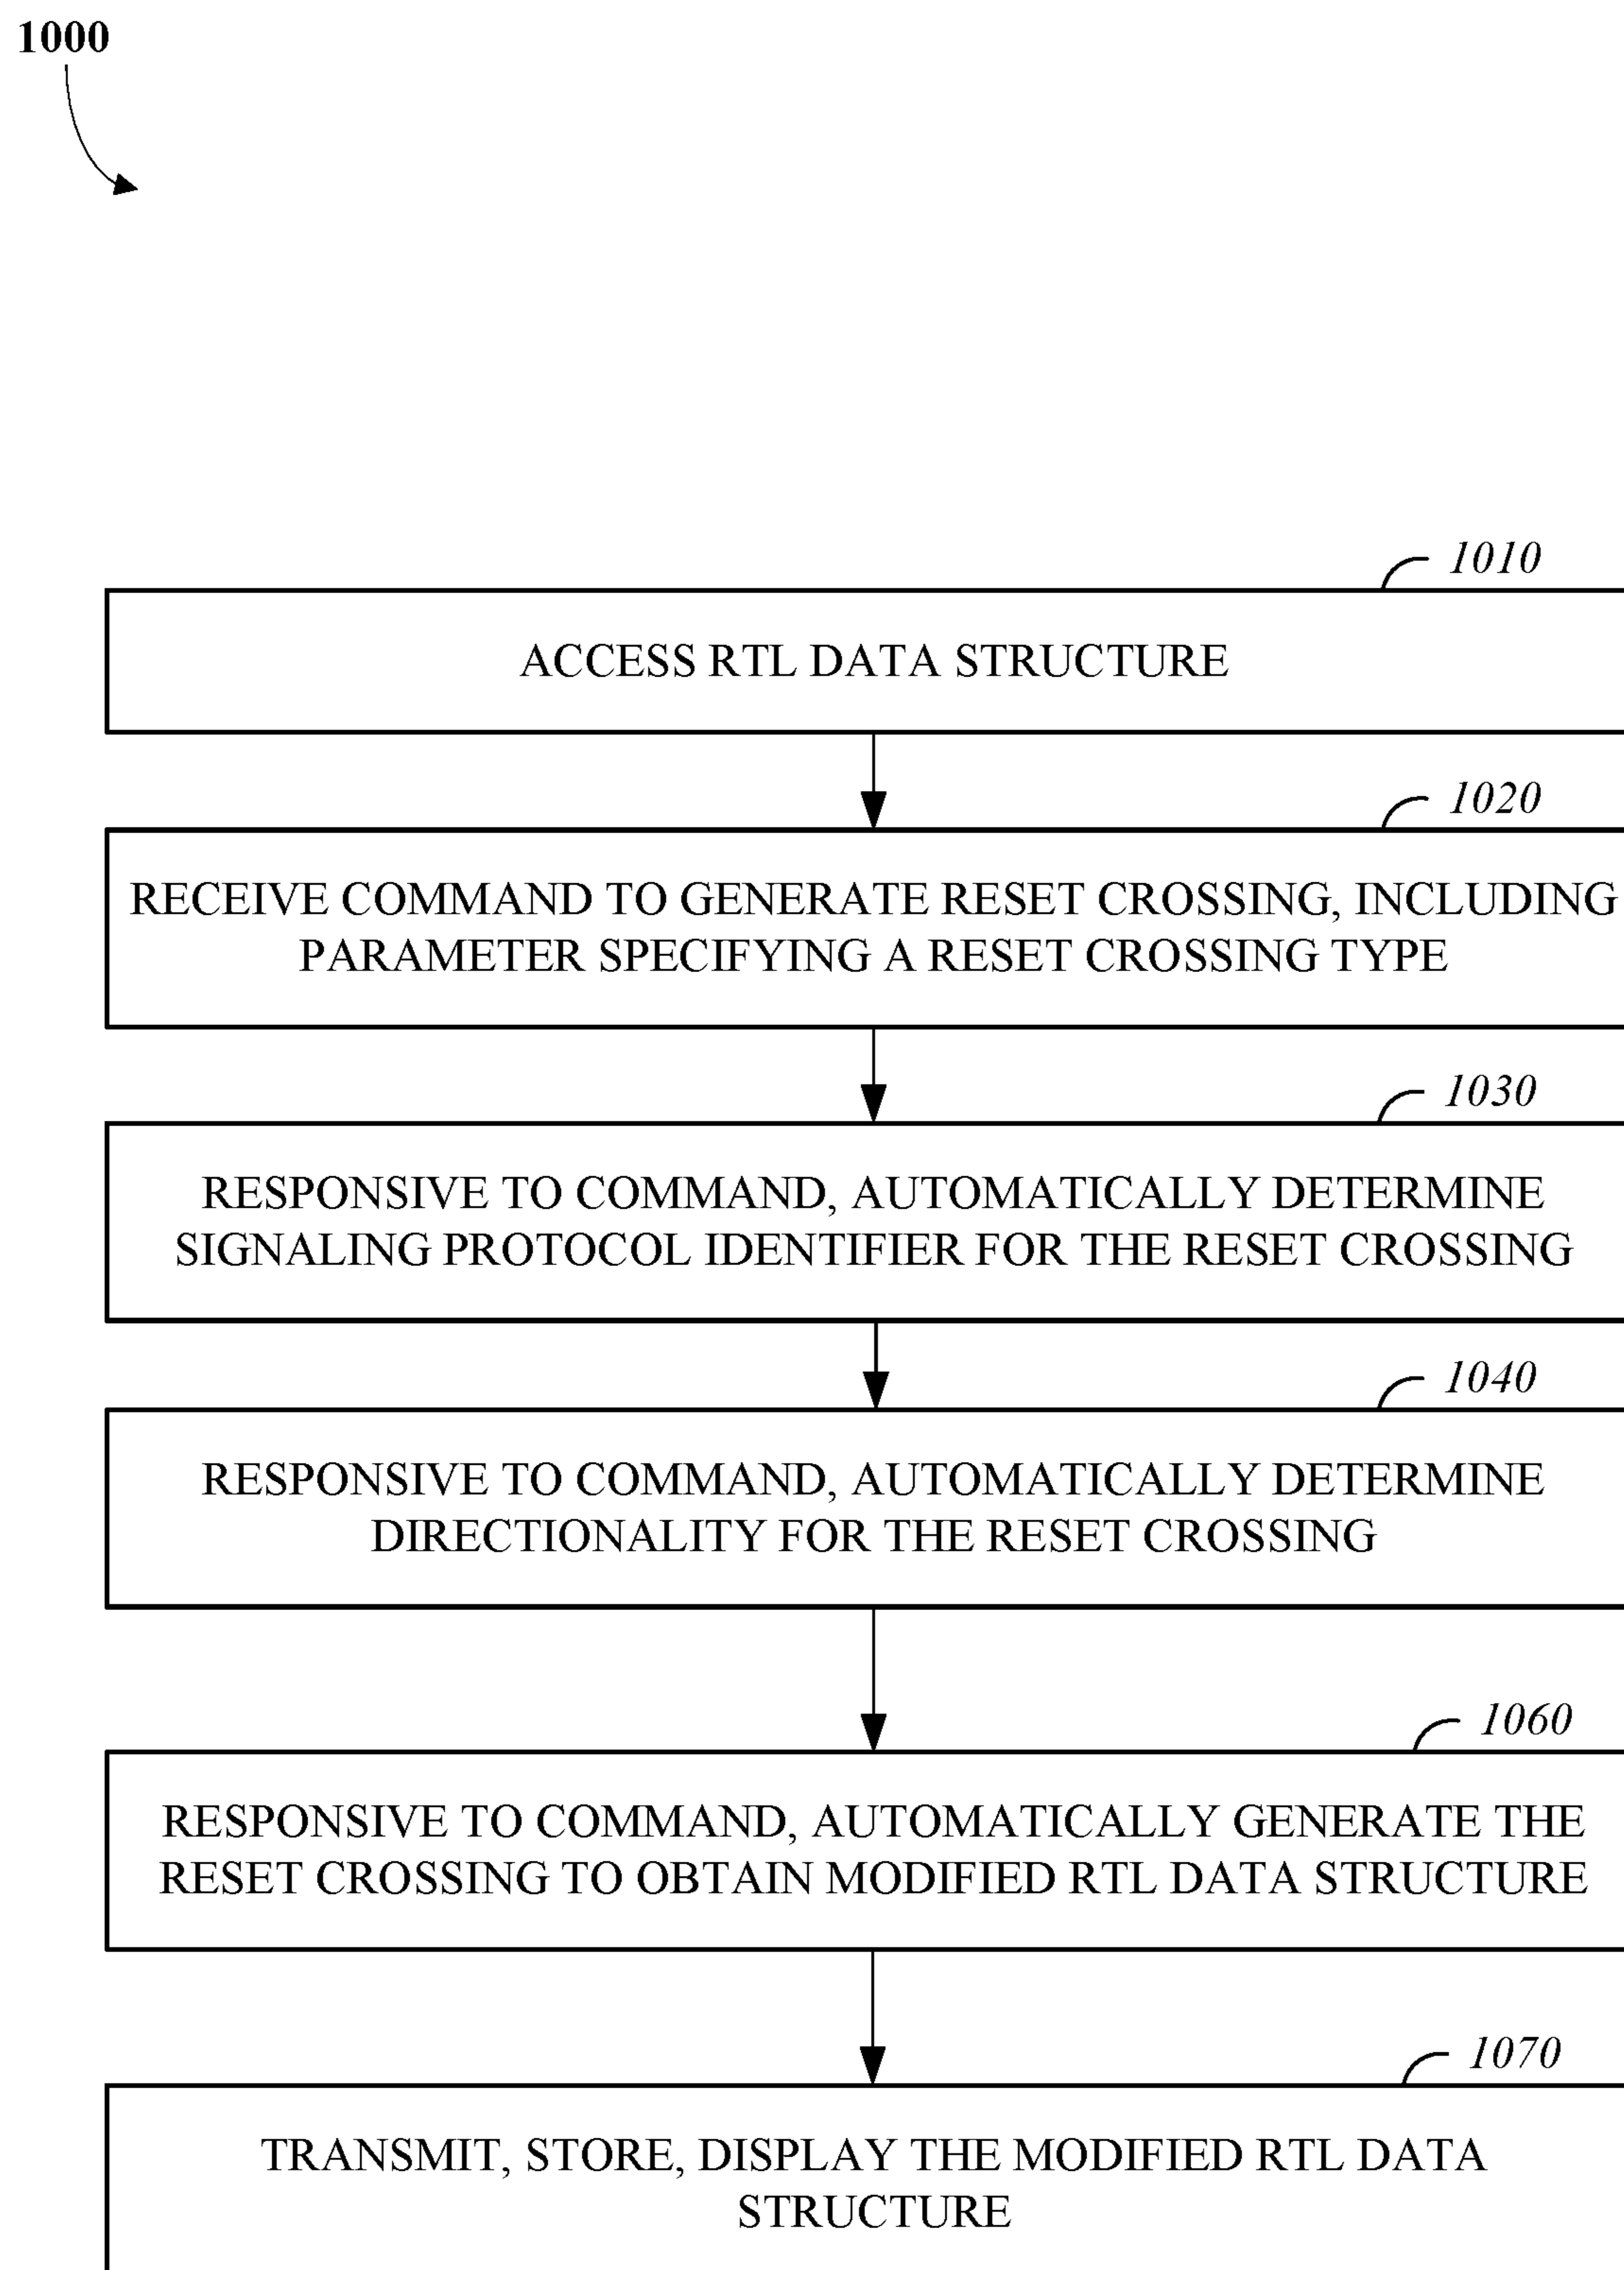 1000
1010
ACCESS RTL DATA STRUCTURE
1020
RECEIVE COMMAND TO GENERATE RESET CROSSING, INCLUDING
PARAMETER SPECIFYING A RESET CROSSING TYPE
1030
RESPONSIVE TO COMMAND, AUTOMATICALLY DETERMINE
SIGNALING PROTOCOL IDENTIFIER FOR THE RESET CROSSING
1040
RESPONSIVE TO COMMAND, AUTOMATICALLY DETERMINE
DIRECTIONALITY FOR THE RESET CROSSING
1060
RESPONSIVE TO COMMAND, AUTOMATICALLY GENERATE THE
RESET CROSSING TO OBTAIN MODIFIED RTL DATA STRUCTURE
1070
TRANSMIT, STORE, DISPLAY THE MODIFIED RTL DATA
STRUCTURE